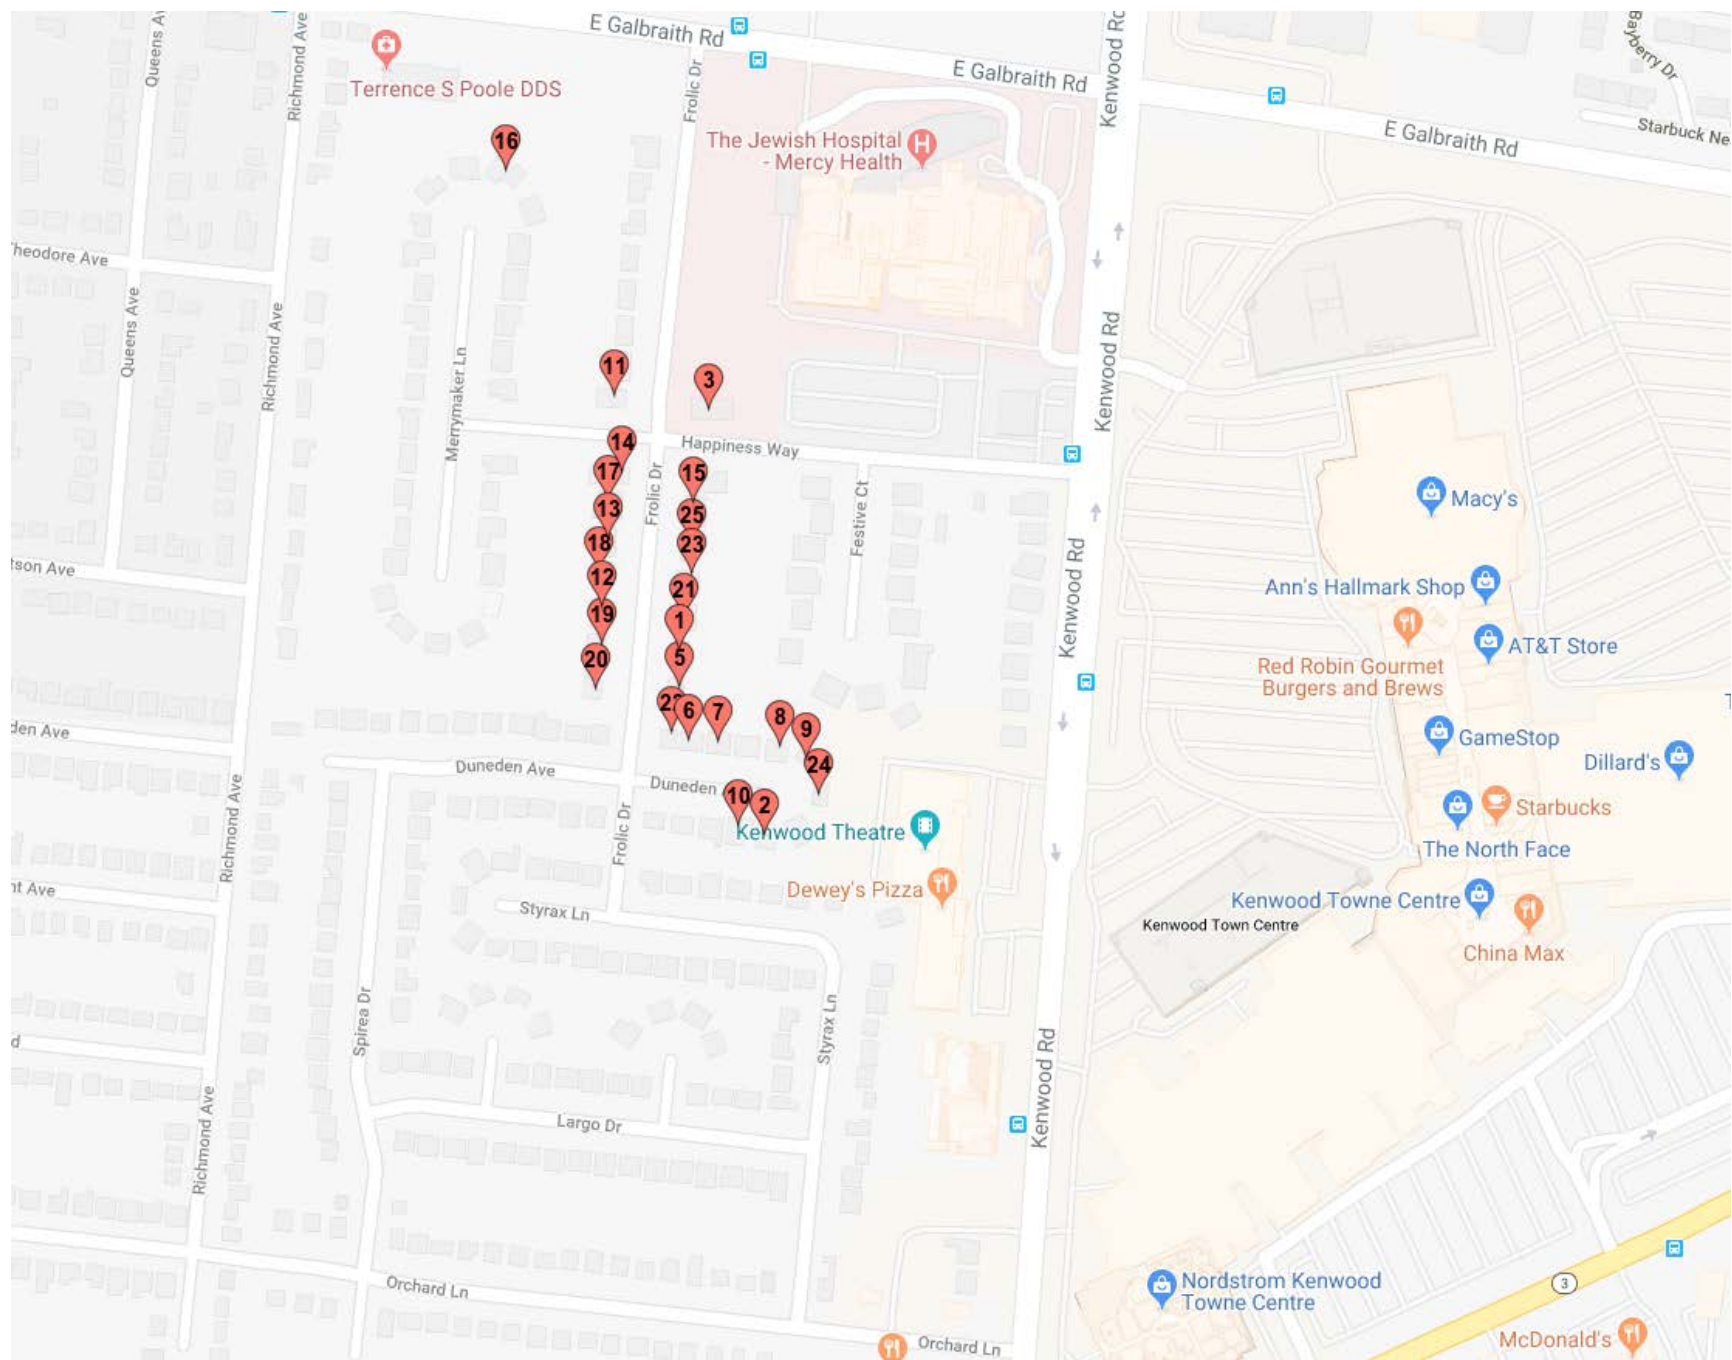 Queens Av
Richmond Ave
E Galbraith Rd
Terrence S Poole DDS
Frolic Dr
E Galbraith Rd
Kenwood Rd
Bayberry Dr
Starbuck Ne
E Galbraith Rd
The Jewish Hospital
- Mercy Health
H
16
heodore Ave
Queens Ave
Richmond Ave
Merrymaker Ln
11
3
Kenwood Rd
14
Happiness Way
17
15
Frolic Dr
13
25
Festive Ct
18
23
12
21
19
1
20
5
Macy's
Ann's Hallmark Shop
AT&T Store
Red Robin Gourmet
Burgers and Brews
Kenwood Rd
tson Ave
den Ave
6
7
8
9
24
GameStop
Dillard's
Duneden Ave
Duneden
10
2
Kenwood Theatre
Starbucks
The North Face
Richmond Ave
Frolic Dr
Dewey's Pizza
Kenwood Towne Centre
Kenwood Town Centre
China Max
nt Ave
Styrax Ln
Spirea Dr
Styrax Ln
d
Kenwood Rd
Largo Dr
Richmond Ave
Orchard Ln
Nordstrom Kenwood
Towne Centre
3
McDonald's
Orchard Ln